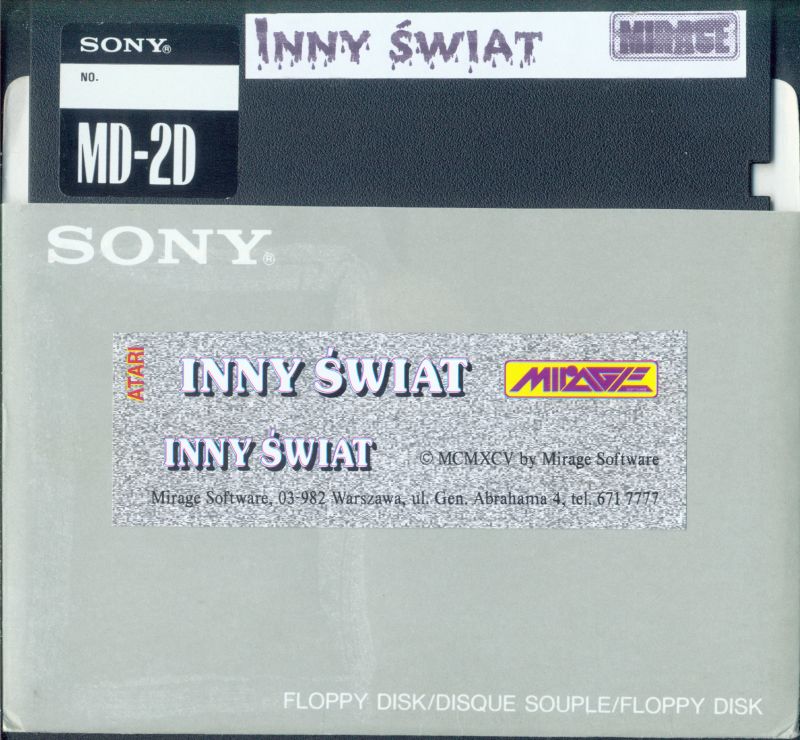 SONY®
NO.
MD-2D
INNY ŚWIAT
MIRAGE
SONY®
ATARI
INNY ŚWIAT
MIRAGE
INNY ŚWIAT
© MCMXCV by Mirage Software
Mirage Software, 03-982 Warszawa, ul. Gen. Abrahama 4, tel. 671 7777
FLOPPY DISK/DISQUE SOUPLE/FLOPPY DISK